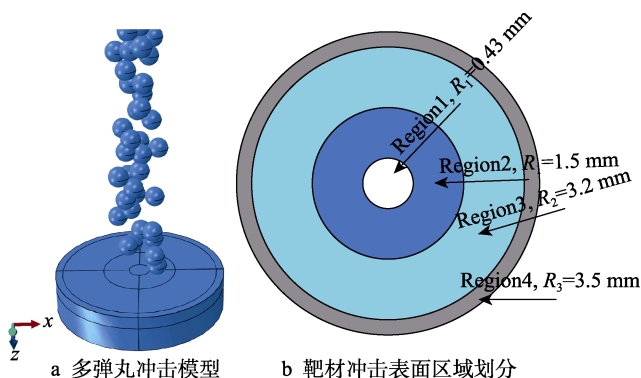 Region1, R₁=0.43 mm
Region2, R₁=1.5 mm
Region3, R₂=3.2 mm
Region4, R₃=3.5 mm
x
z
a 多弹丸冲击模型
b 靶材冲击表面区域划分